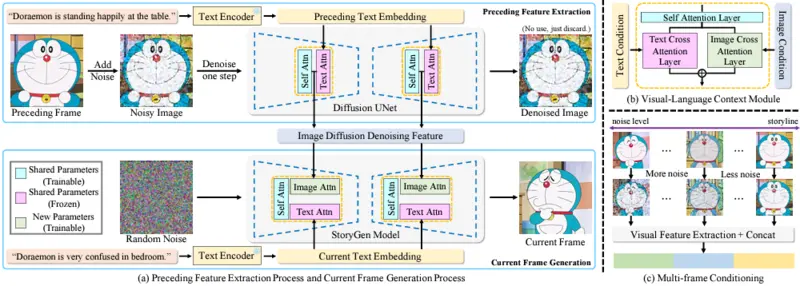 "Doraemon is standing happily at the table."
Text Encoder
Preceding Text Embedding
Preceding Feature Extraction
(No use, just discard.)
Add
Noise
Denoise
one step
Self Attn
Text Attn
Self Attn
Text Attn
Preceding Frame
Noisy Image
Diffusion UNet
Denoised Image
Image Diffusion Denoising Feature
Shared Parameters
(Trainable)
Shared Parameters
(Frozen)
New Parameters
(Trainable)
Random Noise
Self Attn
Image Attn
Text Attn
Self Attn
Image Attn
Text Attn
StoryGen Model
Current Frame
"Doraemon is very confused in bedroom."
Text Encoder
Current Text Embedding
Current Frame Generation
(a) Preceding Feature Extraction Process and Current Frame Generation Process
Text Condition
Self Attention Layer
Text Cross
Attention
Layer
Image Cross
Attention
Layer
Image Condition
(b) Visual-Language Context Module
noise level
storyline
...
...
More noise
Less noise
...
...
Visual Feature Extraction + Concat
(c) Multi-frame Conditioning